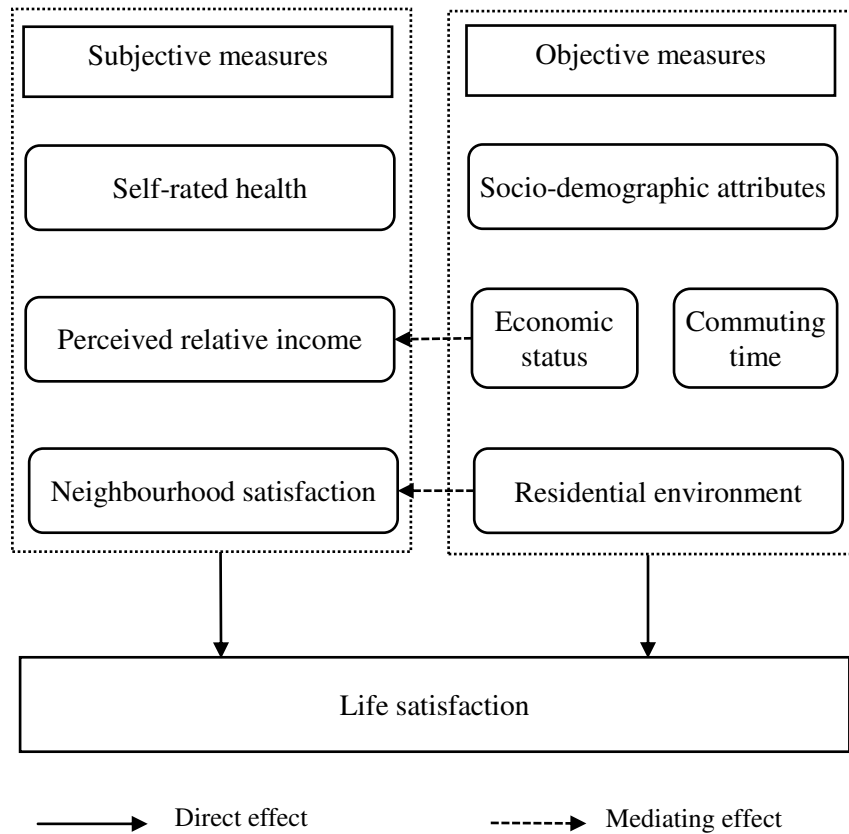 Subjective measures
Objective measures
Self-rated health
Socio-demographic attributes
Perceived relative income
Economic
status
Commuting
time
Neighbourhood satisfaction
Residential environment
Life satisfaction
Direct effect
Mediating effect